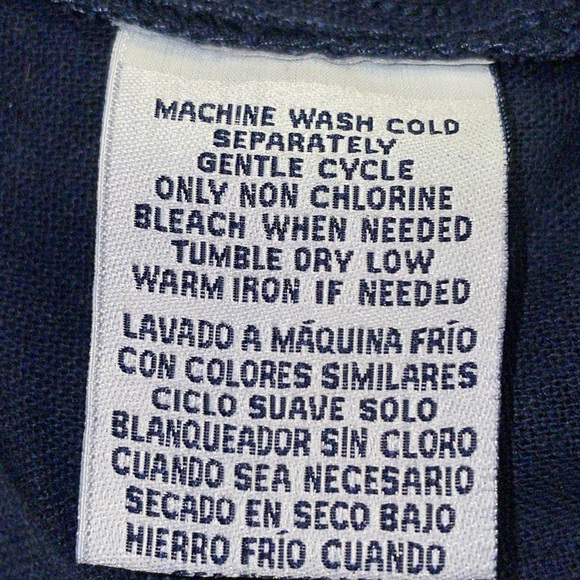 MACHINE WASH COLD
SEPARATELY
GENTLE CYCLE
ONLY NON CHLORINE
BLEACH WHEN NEEDED
TUMBLE DRY LOW
WARM IRON IF NEEDED
LAVADO A MÁQUINA FRÍO
CON COLORES SIMILARES
CICLO SUAVE SOLO
BLANQUEADOR SIN CLORO
CUANDO SEA NECESARIO
SECADO EN SECO BAJO
HIERRO FRÍO CUANDO